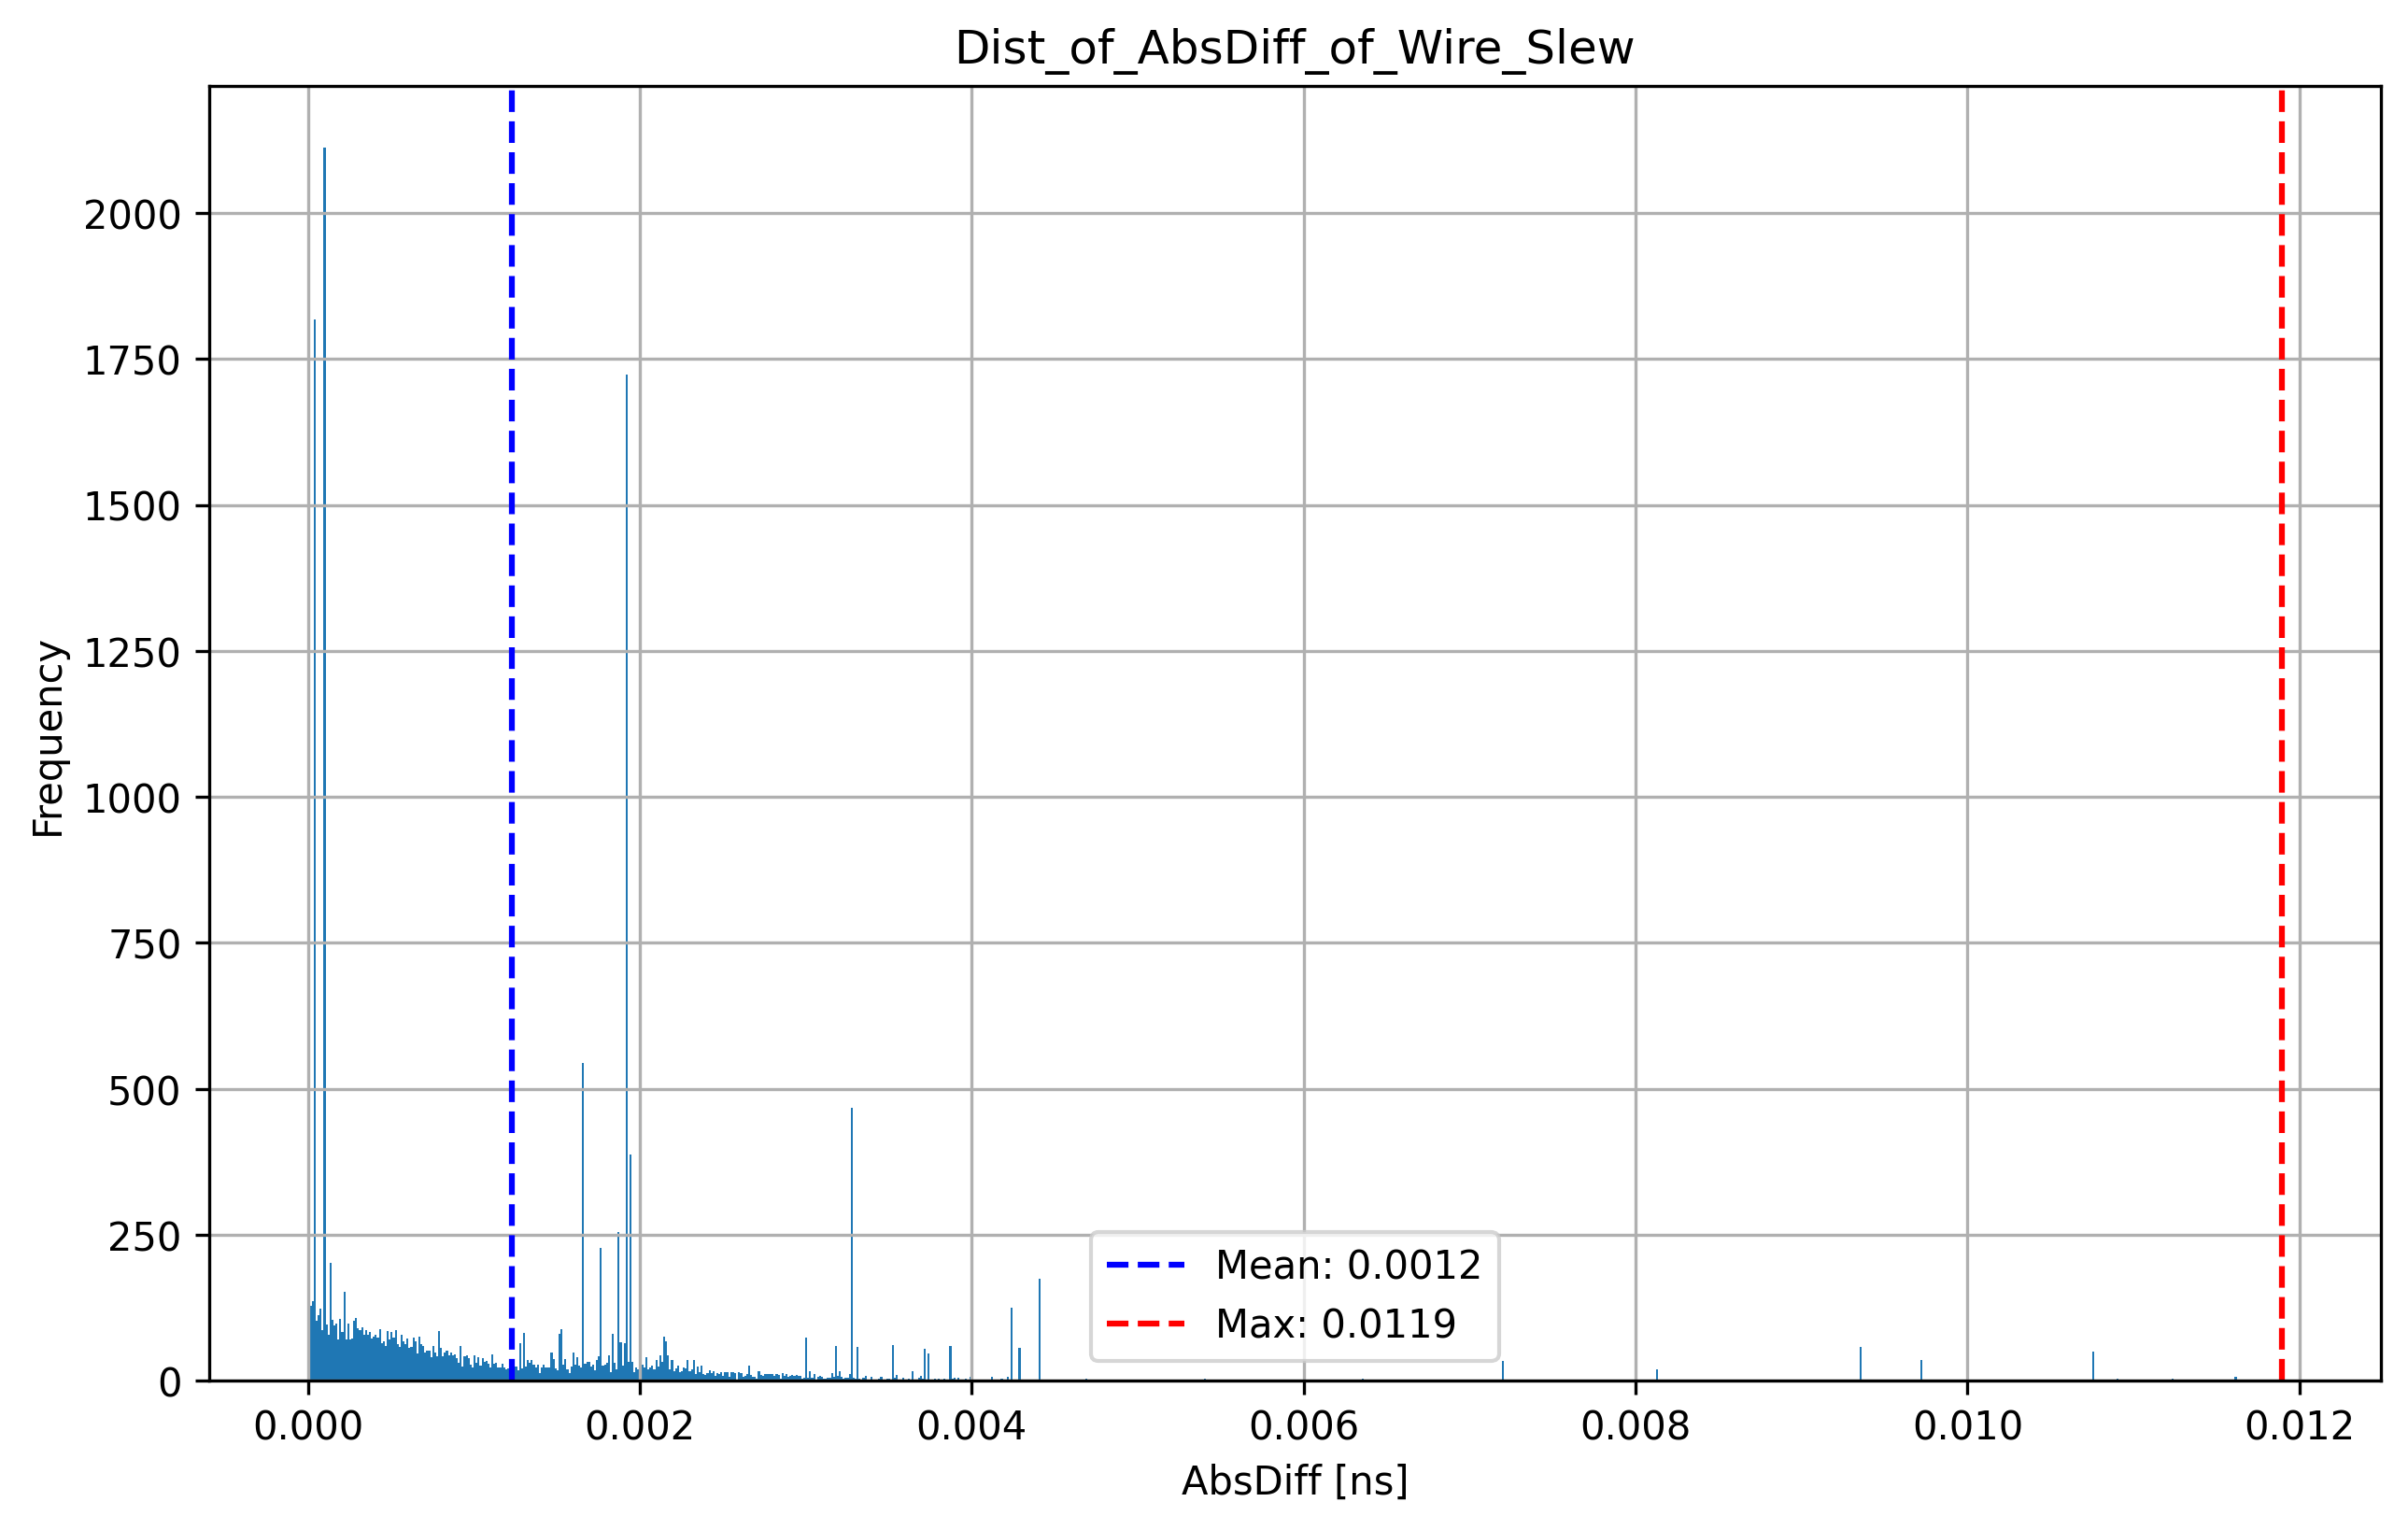 Dist_of_AbsDiff_of_Wire_Slew
Frequency
2000
1750
1500
1250
1000
750
500
250
0
Mean: 0.0012
Max: 0.0119
0.000 0.002 0.004 0.006 0.008 0.010 0.012
AbsDiff [ns]